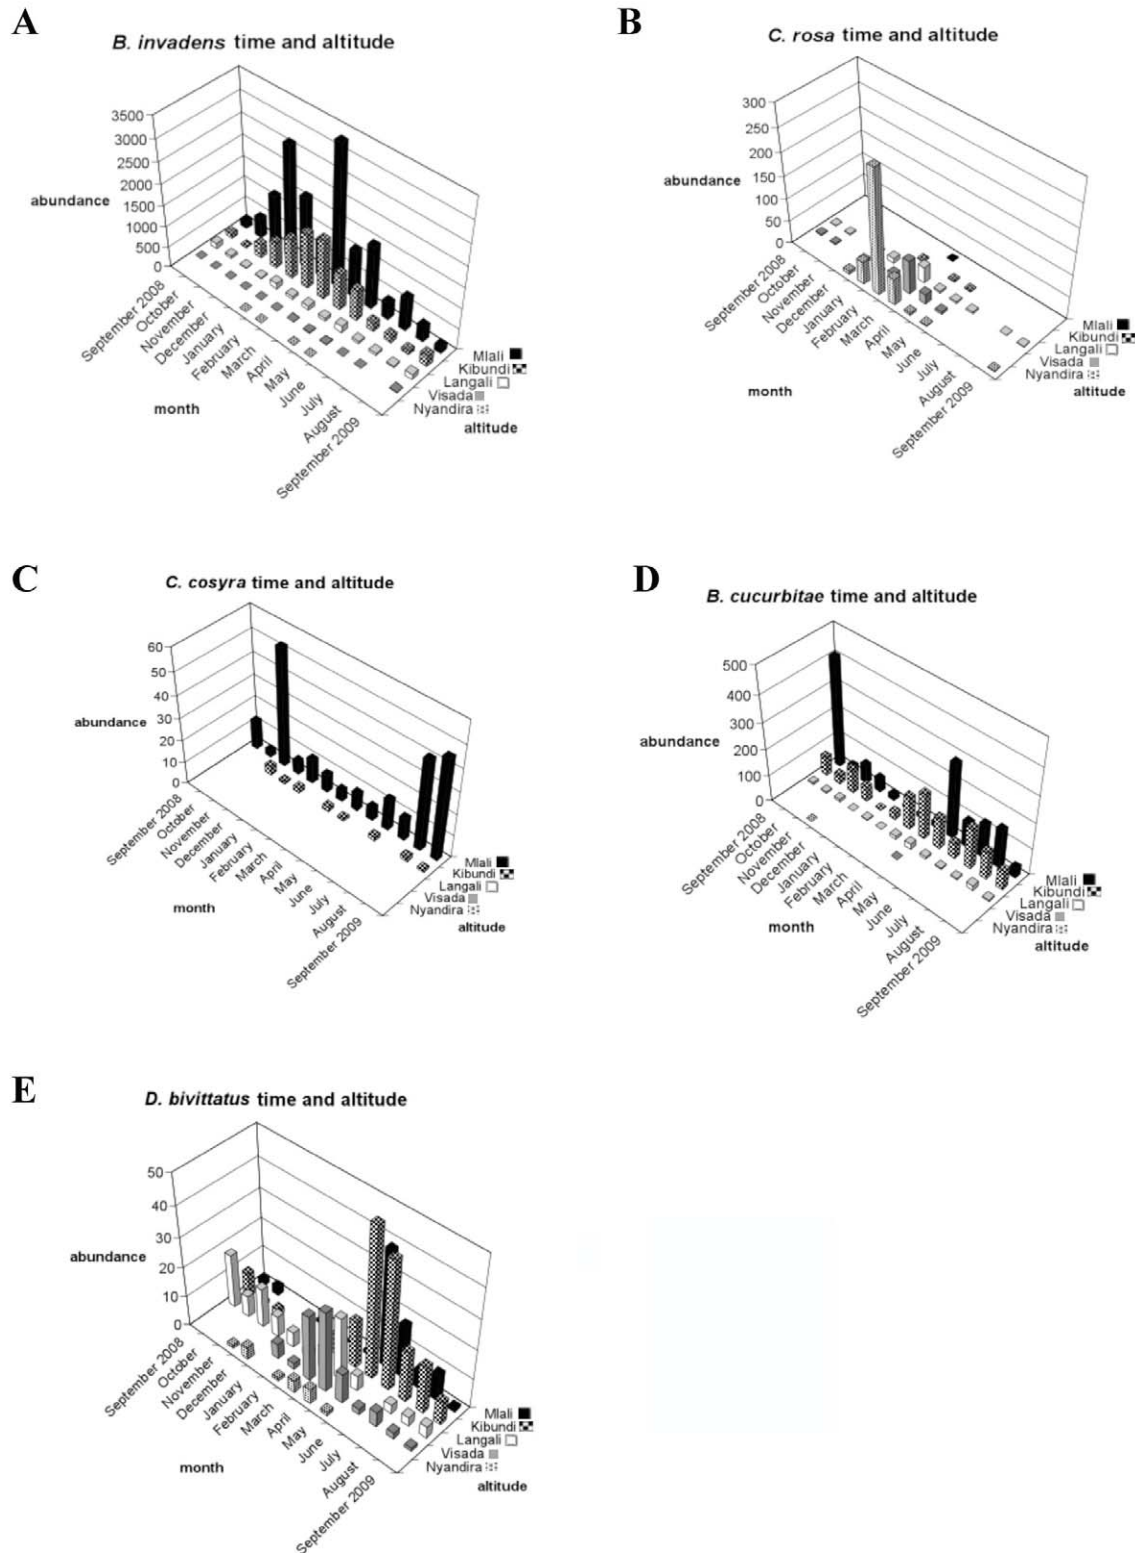 A
B. invadens time and altitude
3500
3000
2500
2000
1500
1000
500
0
abundance
September 2008
October
November
December
January
February
March
April
May
June
July
August
September 2009
month
Mlali
Kibundi
Langali
Visada
Nyandira
altitude
B
C. rosa time and altitude
300
250
200
150
100
50
0
abundance
September 2008
October
November
December
January
February
March
April
May
June
July
August
September 2009
month
Mlali
Kibundi
Langali
Visada
Nyandira
altitude
C
C. cosyra time and altitude
60
50
40
30
20
10
0
abundance
September 2008
October
November
December
January
February
March
April
May
June
July
August
September 2009
month
Mlali
Kibundi
Langali
Visada
Nyandira
altitude
D
B. cucurbitae time and altitude
500
400
300
200
100
0
abundance
September 2008
October
November
December
January
February
March
April
May
June
July
August
September 2009
month
Mlali
Kibundi
Langali
Visada
Nyandira
altitude
E
D. bivittatus time and altitude
50
40
30
20
10
0
abundance
September 2008
October
November
December
January
February
March
April
May
June
July
August
September 2009
month
Mlali
Kibundi
Langali
Visada
Nyandira
altitude